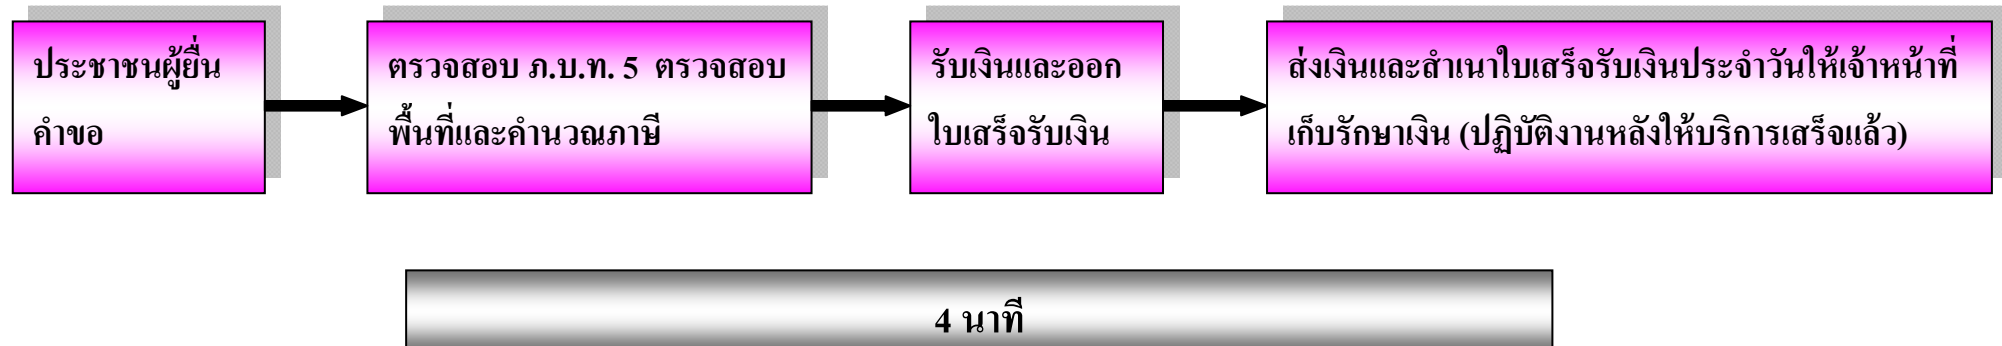 ประชาชนผู้ยื่น
คำขอ
ตรวจสอบ ภ.บ.ท. 5 ตรวจสอบ
พื้นที่และคำนวณภาษี
รับเงินและออก
ใบเสร็จรับเงิน
ส่งเงินและสำเนาใบเสร็จรับเงินประจำวันให้เจ้าหน้าที่
เก็บรักษาเงิน (ปฏิบัติงานหลังให้บริการเสร็จแล้ว)
4 นาที